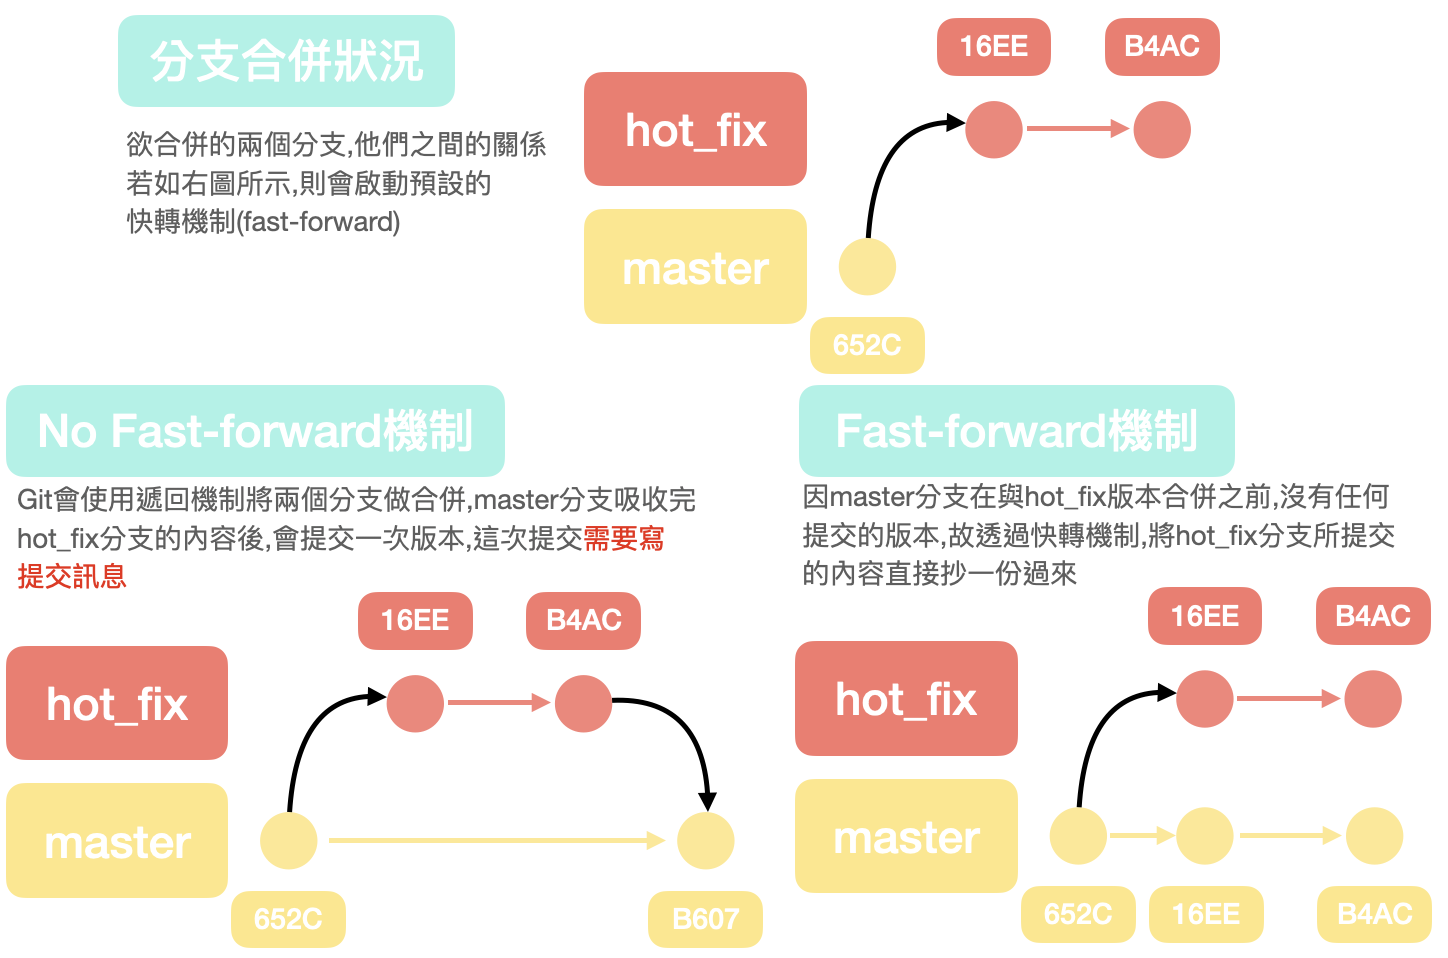 分支合併狀況
欲合併的兩個分支,他們之間的關係
若如右圖所示,則會啟動預設的
快轉機制(fast-forward)
16EE
B4AC
hot_fix
master
652C
No Fast-forward機制
Git會使用遞回機制將兩個分支做合併,master分支吸收完
hot_fix分支的內容後,會提交一次版本,這次提交需要寫
提交訊息
16EE
B4AC
hot_fix
master
652C
B607
Fast-forward機制
因master分支在與hot_fix版本合併之前,沒有任何
提交的版本,故透過快轉機制,將hot_fix分支所提交
的內容直接抄一份過來
16EE
B4AC
hot_fix
master
652C
16EE
B4AC